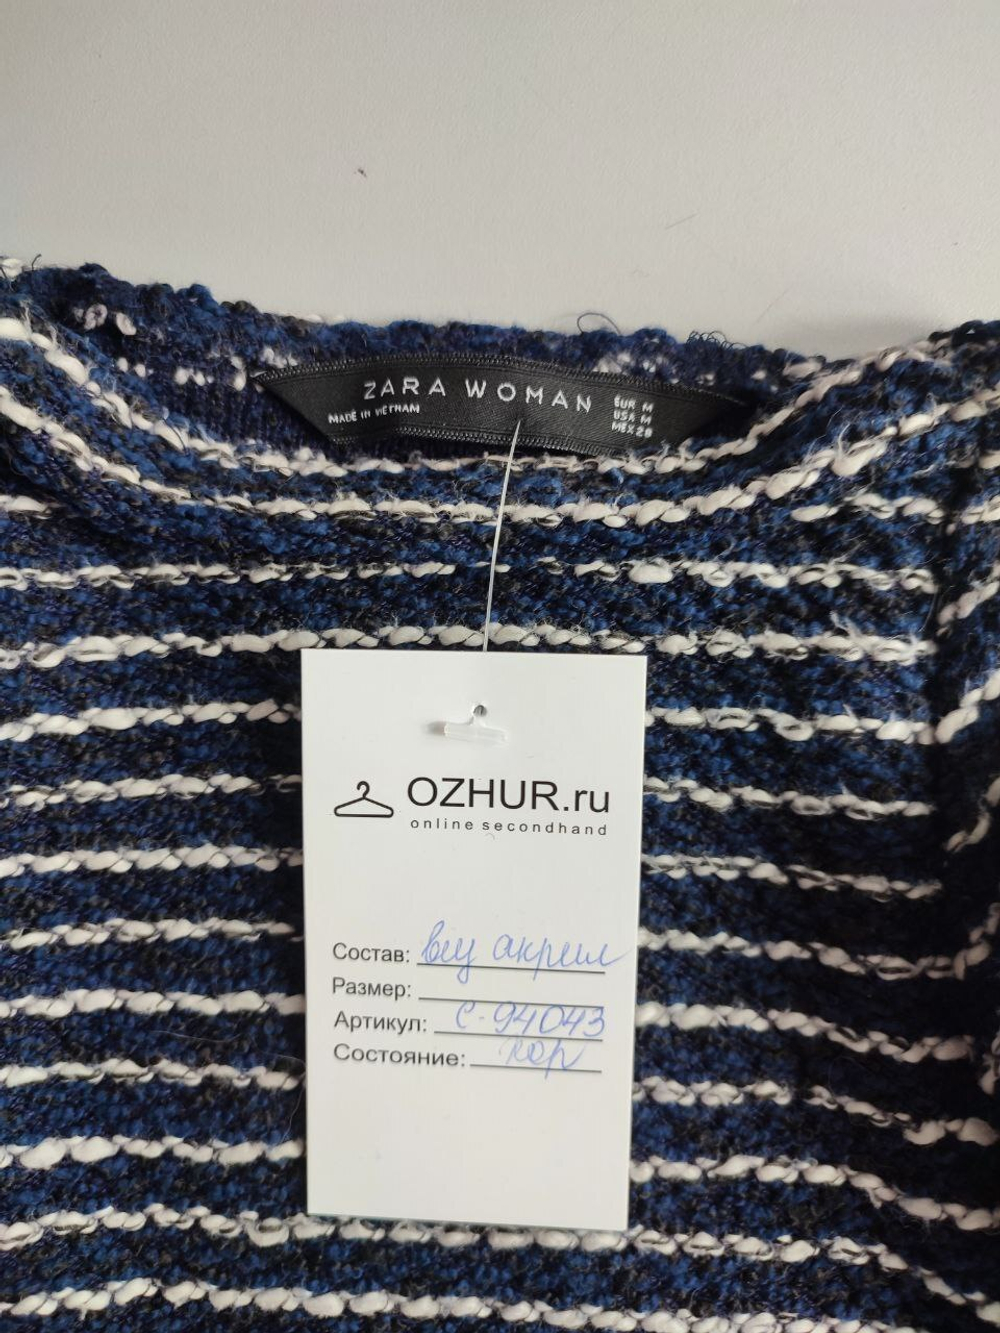 ZARA WOMAN
MADE IN VIETNAM
EUR M
USA M
MEX 28
OZHUR.ru
online secondhand
Состав: виц акрил
Размер:
Артикул: С-94043
Состояние: хор